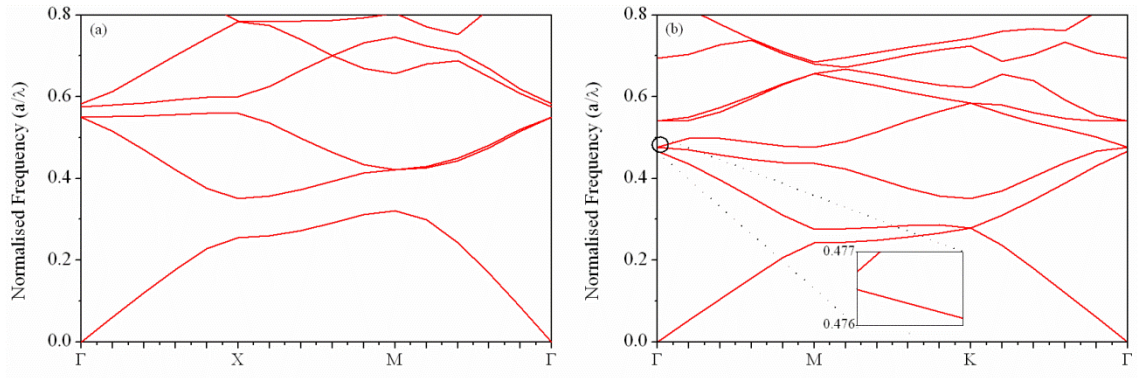 (a)
Normalised Frequency (a/λ)
0.8
0.6
0.4
0.2
0.0
Γ X M Γ
(b)
Normalised Frequency (a/λ)
0.8
0.6
0.4
0.2
0.0
0.477
0.476
Γ M K Γ